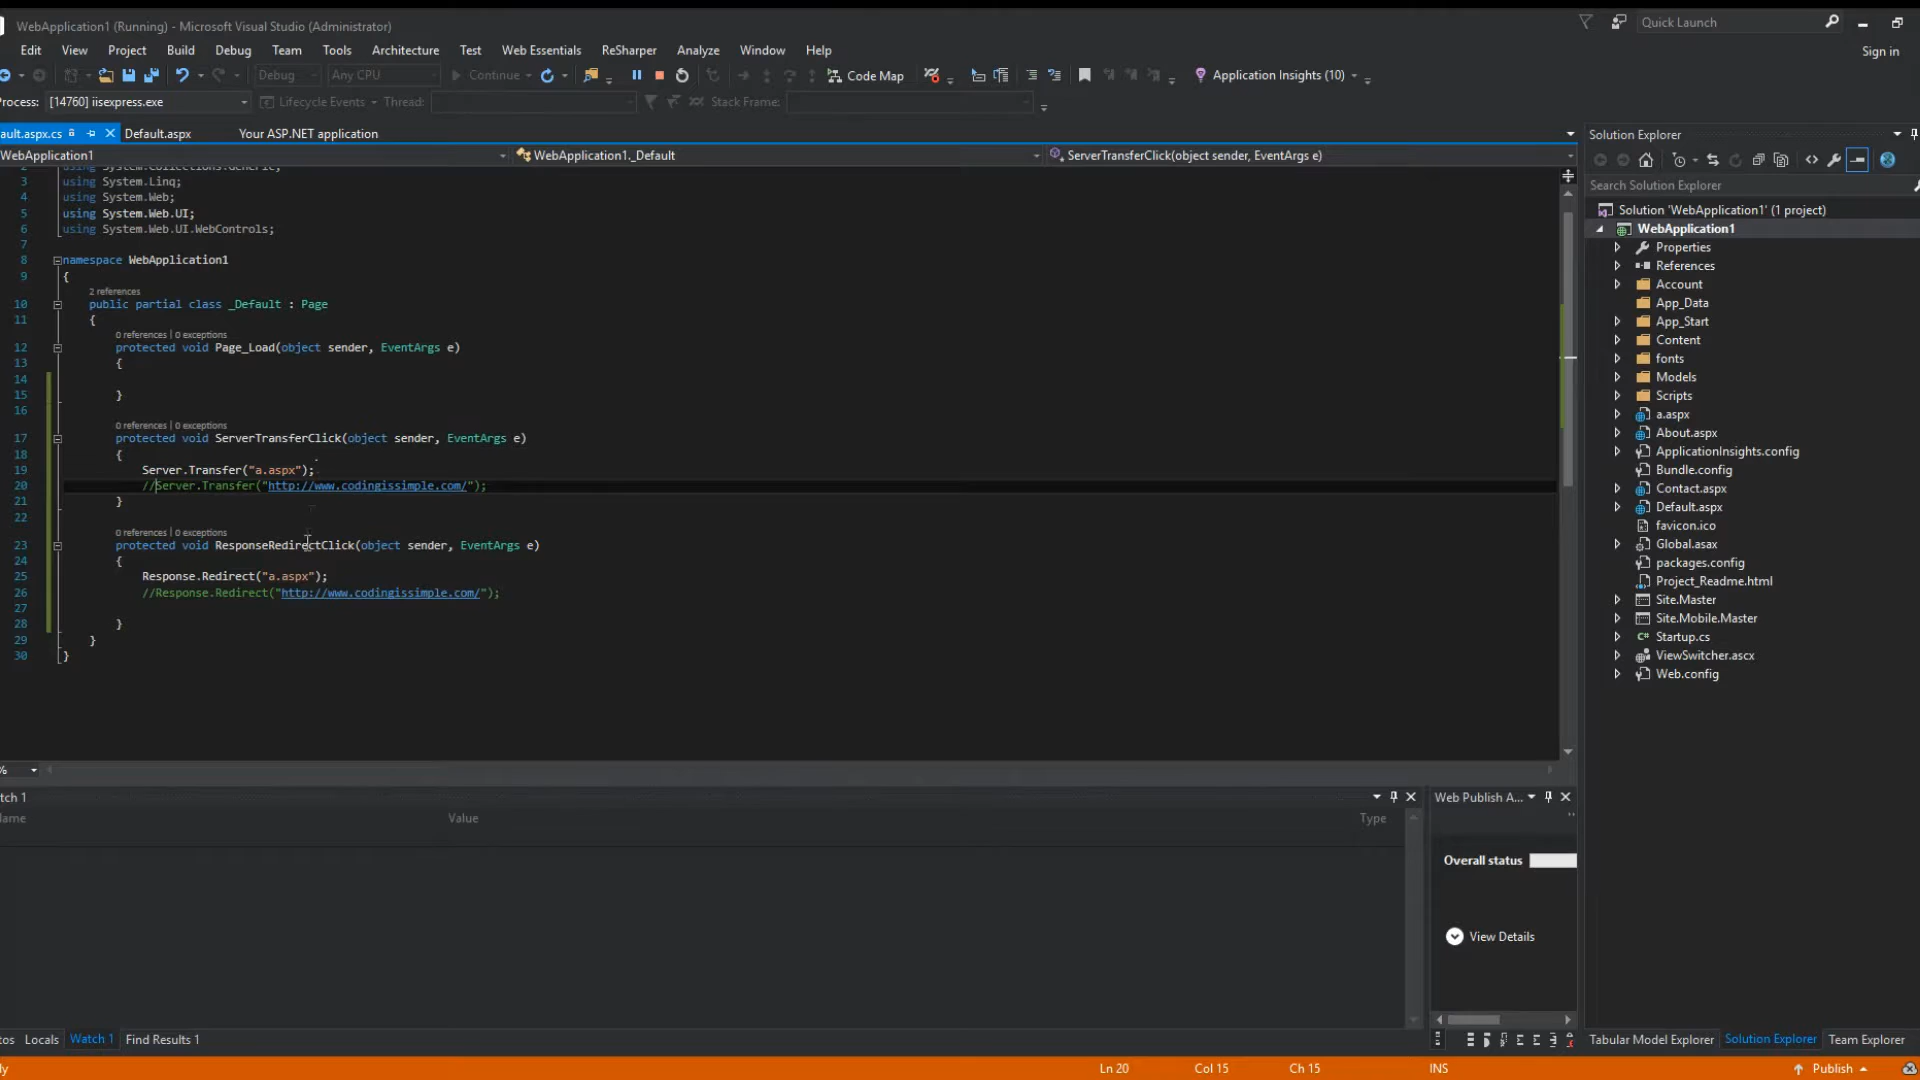 WebApplication1 (Running) - Microsoft Visual Studio (Administrator)
Quick Launch
Edit View Project Build Debug Team Tools Architecture Test Web Essentials ReSharper Analyze Window Help
Sign in
Debug Any CPU Continue Code Map Application Insights (10)
rocess: [14760] iisexpress.exe Lifecycle Events Thread: Stack Frame:
ault.aspx.cs Default.aspx Your ASP.NET application
WebApplication1 WebApplication1._Default ServerTransferClick(object sender, EventArgs e)
2 using System.Collections.Generic;
3 using System.Linq;
4 using System.Web;
5 using System.Web.UI;
6 using System.Web.UI.WebControls;
7
8 namespace WebApplication1
9 {
2 references
10 public partial class _Default : Page
11 {
0 references | 0 exceptions
12 protected void Page_Load(object sender, EventArgs e)
13 {
14
15 }
16
0 references | 0 exceptions
17 protected void ServerTransferClick(object sender, EventArgs e)
18 {
19 Server.Transfer("a.aspx");
20 //Server.Transfer("http://www.codingissimple.com/");
21 }
22
0 references | 0 exceptions
23 protected void ResponseRedirectClick(object sender, EventArgs e)
24 {
25 Response.Redirect("a.aspx");
26 //Response.Redirect("http://www.codingissimple.com/");
27
28 }
29 }
30 }
%
tch 1
ame Value Type
tos Locals Watch 1 Find Results 1
Web Publish A...
Overall status
View Details
Solution Explorer
Search Solution Explorer
Solution 'WebApplication1' (1 project)
WebApplication1
Properties
References
Account
App_Data
App_Start
Content
fonts
Models
Scripts
a.aspx
About.aspx
ApplicationInsights.config
Bundle.config
Contact.aspx
Default.aspx
favicon.ico
Global.asax
packages.config
Project_Readme.html
Site.Master
Site.Mobile.Master
Startup.cs
ViewSwitcher.ascx
Web.config
Tabular Model Explorer Solution Explorer Team Explorer
dy Ln 20 Col 15 Ch 15 INS Publish